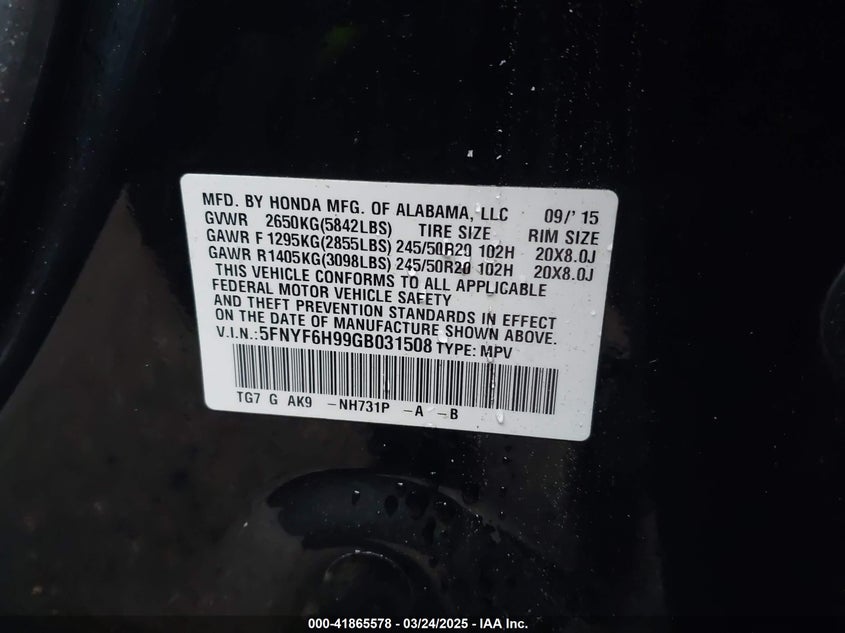 MFD. BY HONDA MFG. OF ALABAMA, LLC 09/' 15
GVWR 2650KG(5842LBS) TIRE SIZE RIM SIZE
GAWR F 1295KG(2855LBS) 245/50R20 102H 20X8.0J
GAWR R1405KG(3098LBS) 245/50R20 102H 20X8.0J
THIS VEHICLE CONFORMS TO ALL APPLICABLE
FEDERAL MOTOR VEHICLE SAFETY
AND THEFT PREVENTION STANDARDS IN EFFECT
ON THE DATE OF MANUFACTURE SHOWN ABOVE.
V.I.N.:5FNYF6H99GB031508 TYPE: MPV
TG7 G AK9 -NH731P -A -B
000-41865578 - 03/24/2025 - IAA Inc.